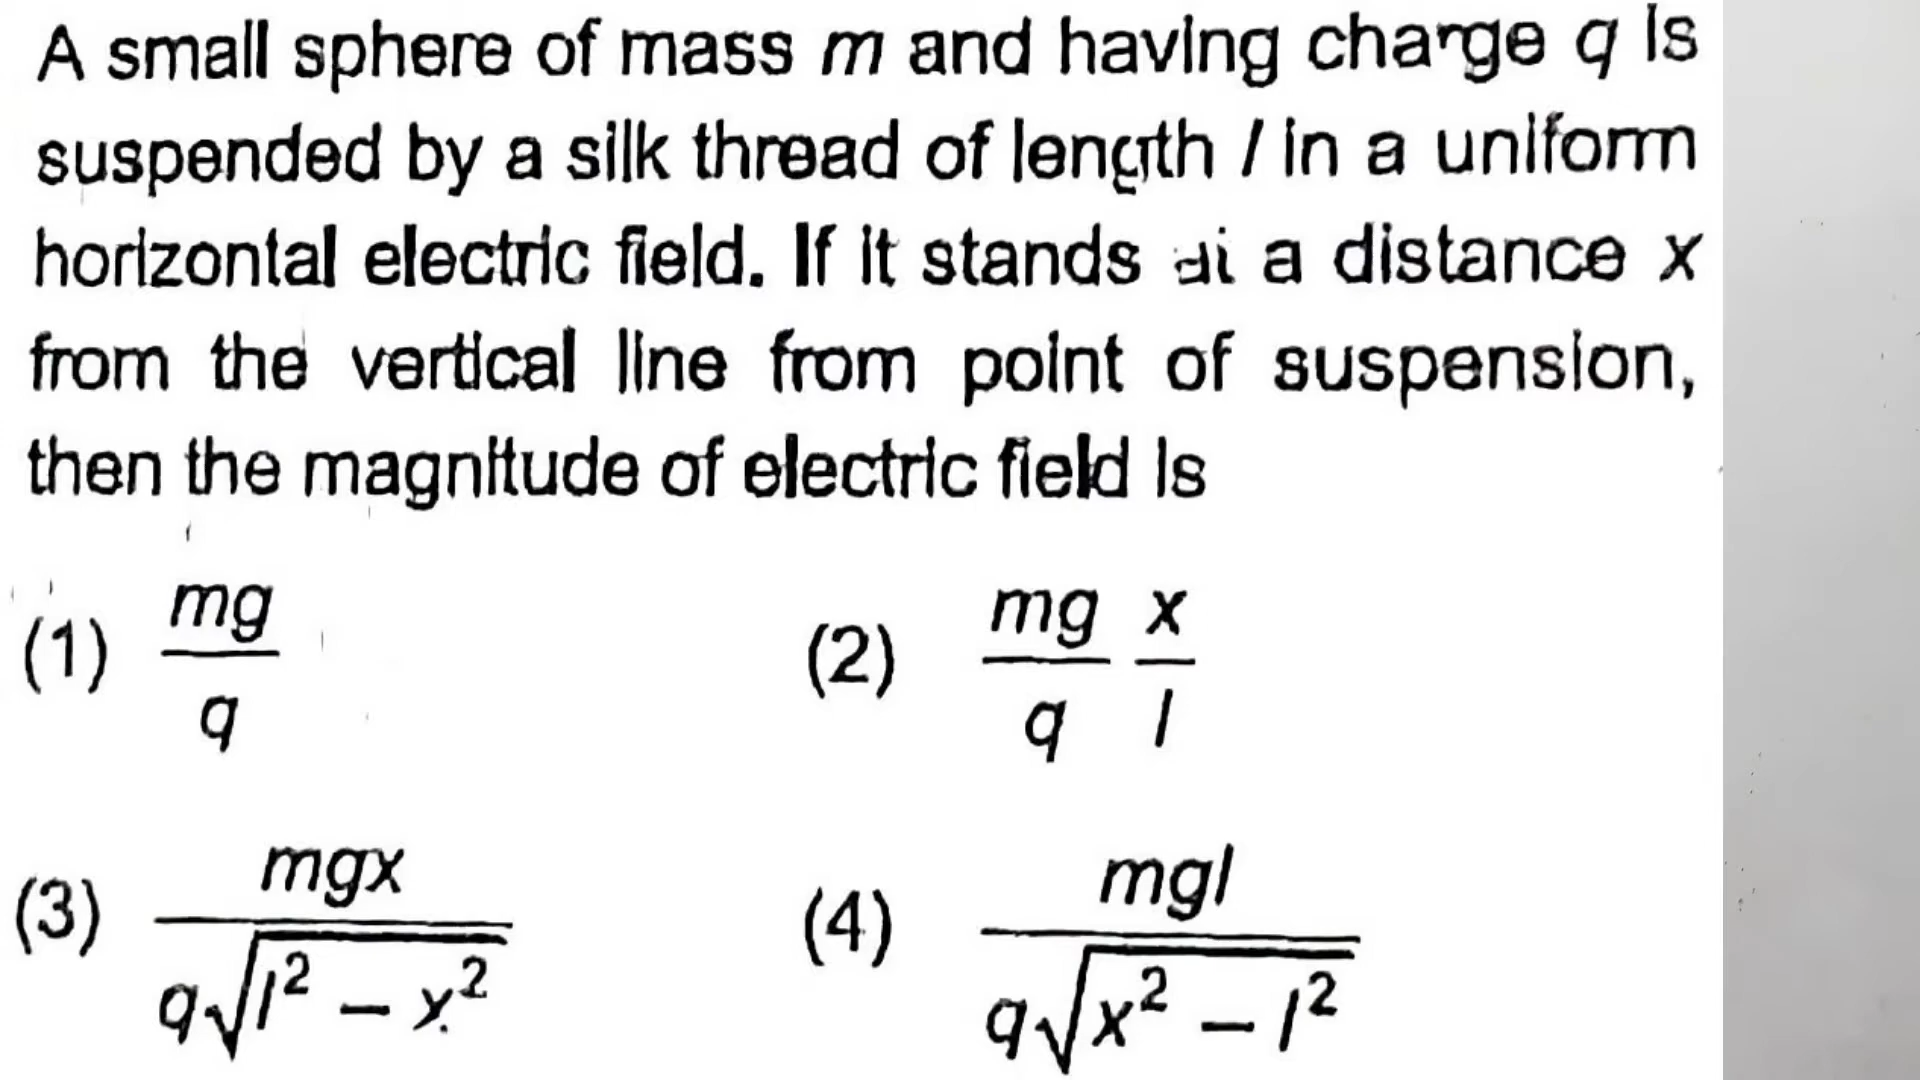 A small sphere of mass m and having charge q is
suspended by a silk thread of length l in a uniform
horizontal electric field. If it stands at a distance x
from the vertical line from point of suspension,
then the magnitude of electric field is
(1) mg/q (2) mg/q x/l
(3) mgx/q√l² – x² (4) mgl/q√x² – l²